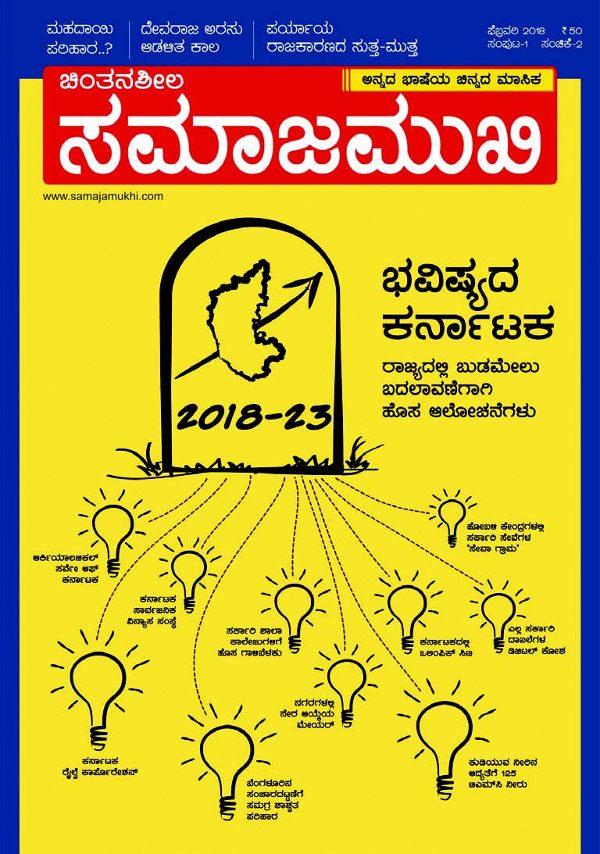 ಮಹದಾಯಿ
ಪರಿಹಾರ..?
ದೇವರಾಜ ಅರಸು
ಆಡಳಿತ ಕಾಲ
ಪರ್ಯಾಯ
ರಾಜಕಾರಣದ ಸುತ್ತ-ಮುತ್ತ
ಫೆಬ್ರವರಿ 2018 ₹50
ಸಂಪುಟ-1 ಸಂಚಿಕೆ-2
ಚಿಂತನಶೀಲ
ಅನ್ನದ ಭಾಷೆಯ ಚಿನ್ನದ ಮಾಸಿಕ
ಸಮಾಜಮುಖಿ
www.samajamukhi.com
ಭವಿಷ್ಯದ
ಕರ್ನಾಟಕ
ರಾಜ್ಯದಲ್ಲಿ ಬುಡಮೇಲು
ಬದಲಾವಣೆಗಾಗಿ
ಹೊಸ ಆಲೋಚನೆಗಳು
2018-23
ಆರ್ಕಿಯಾಲಜಿಕಲ್
ಸರ್ವೇ ಆಫ್
ಕರ್ನಾಟಕ
ಹೋಬಳಿ ಕೇಂದ್ರಗಳಲ್ಲಿ
ಸರ್ಕಾರಿ ಸೇವೆಗಳ
'ಸೇವಾ ಗ್ರಾಮ'
ಕರ್ನಾಟಕ
ಸಾರ್ವಜನಿಕ
ವಿನ್ಯಾಸ ಸಂಸ್ಥೆ
ಸರ್ಕಾರಿ ಶಾಲಾ
ಕಾಲೇಜುಗಳಿಗೆ
ಹೊಸ ಗಾಳಿಬೆಳಕು
ಕರ್ನಾಟಕದಲ್ಲಿ
ಒಲಿಂಪಿಕ್ ಸಿಟಿ
ಎಲ್ಲ ಸರ್ಕಾರಿ
ದಾಖಲೆಗಳ
ಡಿಜಿಟಲ್ ಕೋಶ
ನಗರಗಳಲ್ಲಿ
ನೇರ ಆಯ್ಕೆಯ
ಮೇಯರ್
ಕರ್ನಾಟಕ
ರೈಲ್ವೆ ಕಾರ್ಪೊರೇಶನ್
ಬೆಂಗಳೂರಿನ
ಸಂಚಾರದಟ್ಟಣೆಗೆ
ಸಮಗ್ರ ಶಾಶ್ವತ
ಪರಿಹಾರ
ಕುಡಿಯುವ ನೀರಿನ
ಆದ್ಯತೆಗೆ 125
ಟಿಎಮ್‌ಸಿ ನೀರು